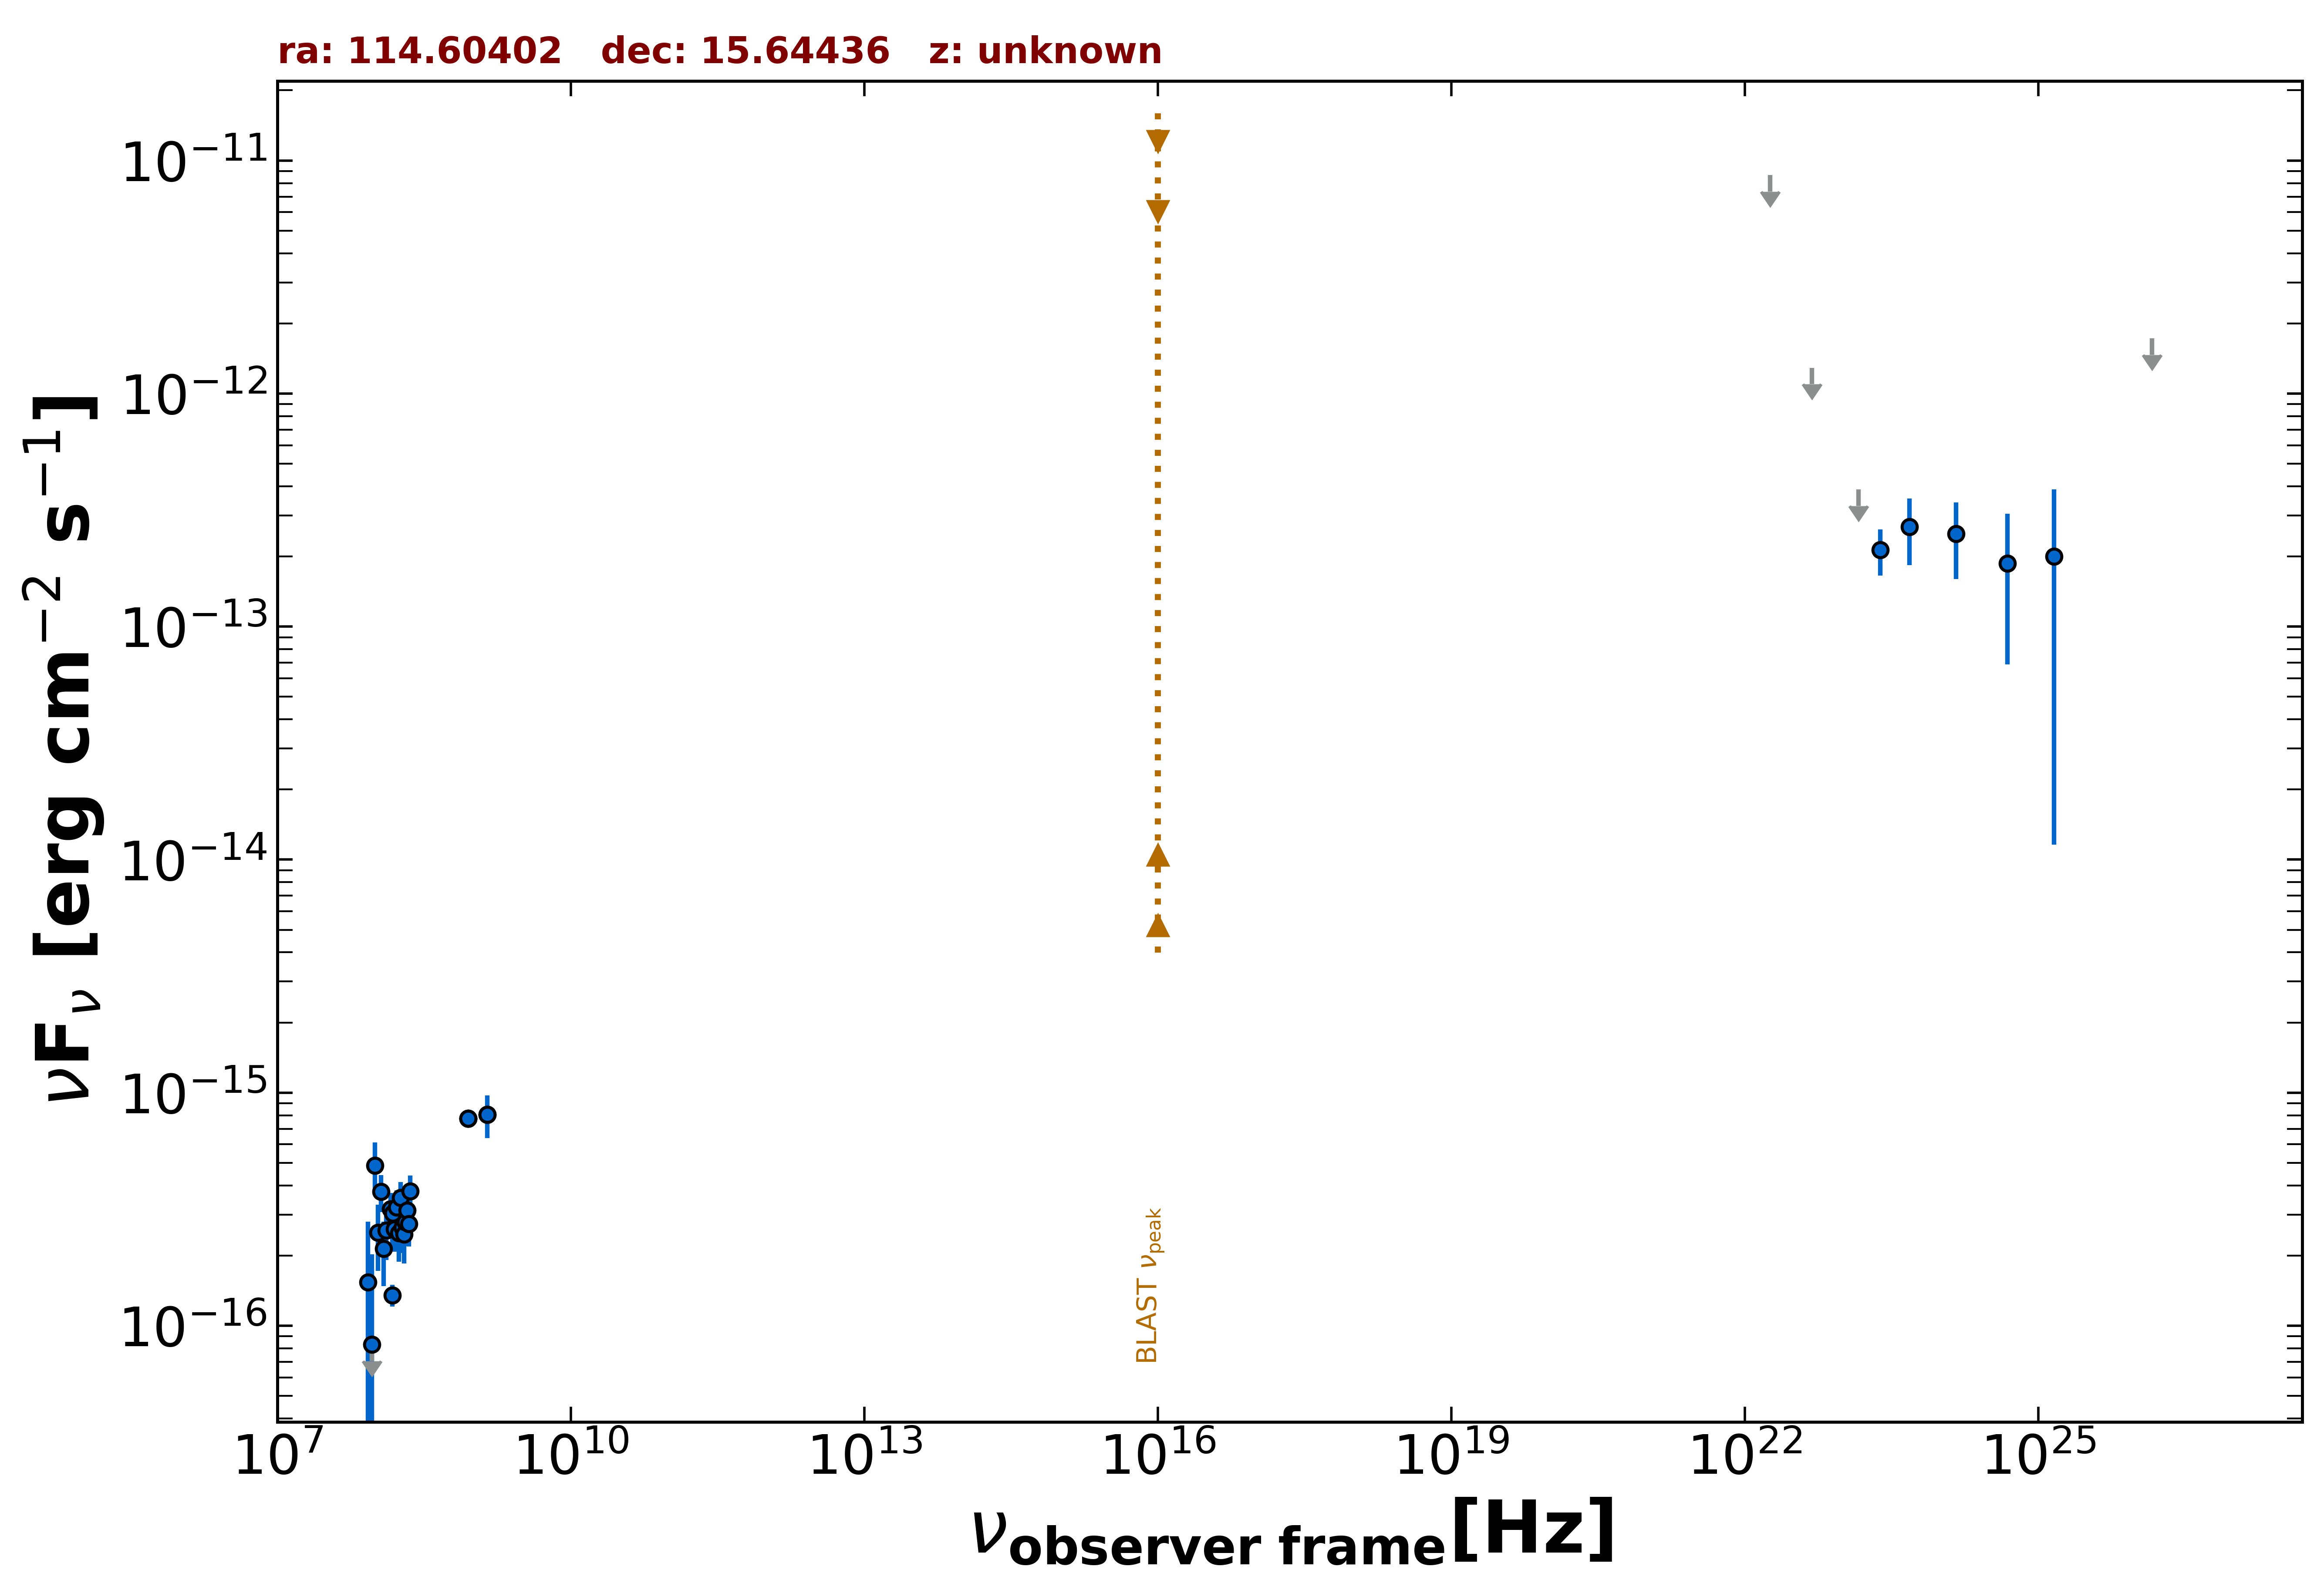 ra: 114.60402   dec: 15.64436   z: unknown
νFν [erg cm−2 s−1]
10−11
10−12
10−13
10−14
10−15
10−16
BLAST νpeak
107 1010 1013 1016 1019 1022 1025
νobserver frame[Hz]